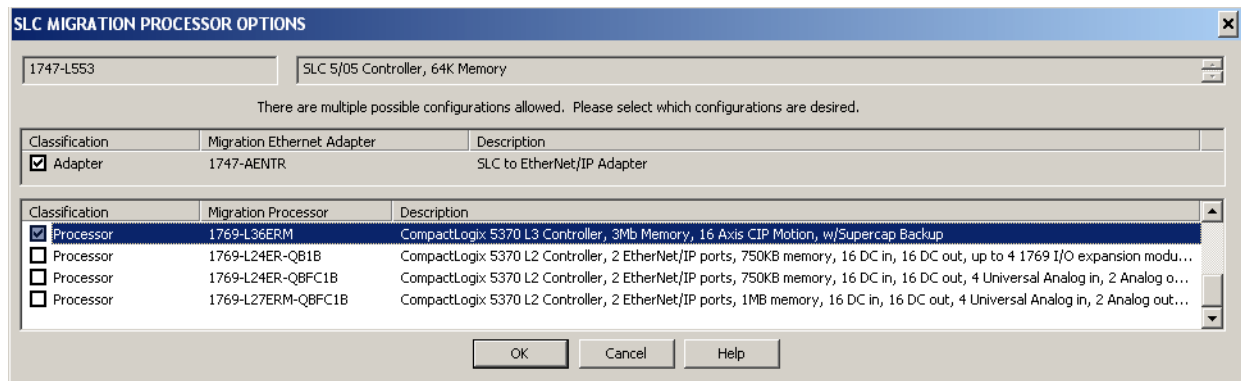 SLC MIGRATION PROCESSOR OPTIONS
1747-L553 SLC 5/05 Controller, 64K Memory
There are multiple possible configurations allowed. Please select which configurations are desired.
Classification Migration Ethernet Adapter Description
Adapter 1747-AENTR SLC to EtherNet/IP Adapter
Classification Migration Processor Description
Processor 1769-L36ERM CompactLogix 5370 L3 Controller, 3Mb Memory, 16 Axis CIP Motion, w/Supercap Backup
Processor 1769-L24ER-QB1B CompactLogix 5370 L2 Controller, 2 EtherNet/IP ports, 750KB memory, 16 DC in, 16 DC out, up to 4 1769 I/O expansion modu...
Processor 1769-L24ER-QBFC1B CompactLogix 5370 L2 Controller, 2 EtherNet/IP ports, 750KB memory, 16 DC in, 16 DC out, 4 Universal Analog in, 2 Analog o...
Processor 1769-L27ERM-QBFC1B CompactLogix 5370 L2 Controller, 2 EtherNet/IP ports, 1MB memory, 16 DC in, 16 DC out, 4 Universal Analog in, 2 Analog out...
OK Cancel Help